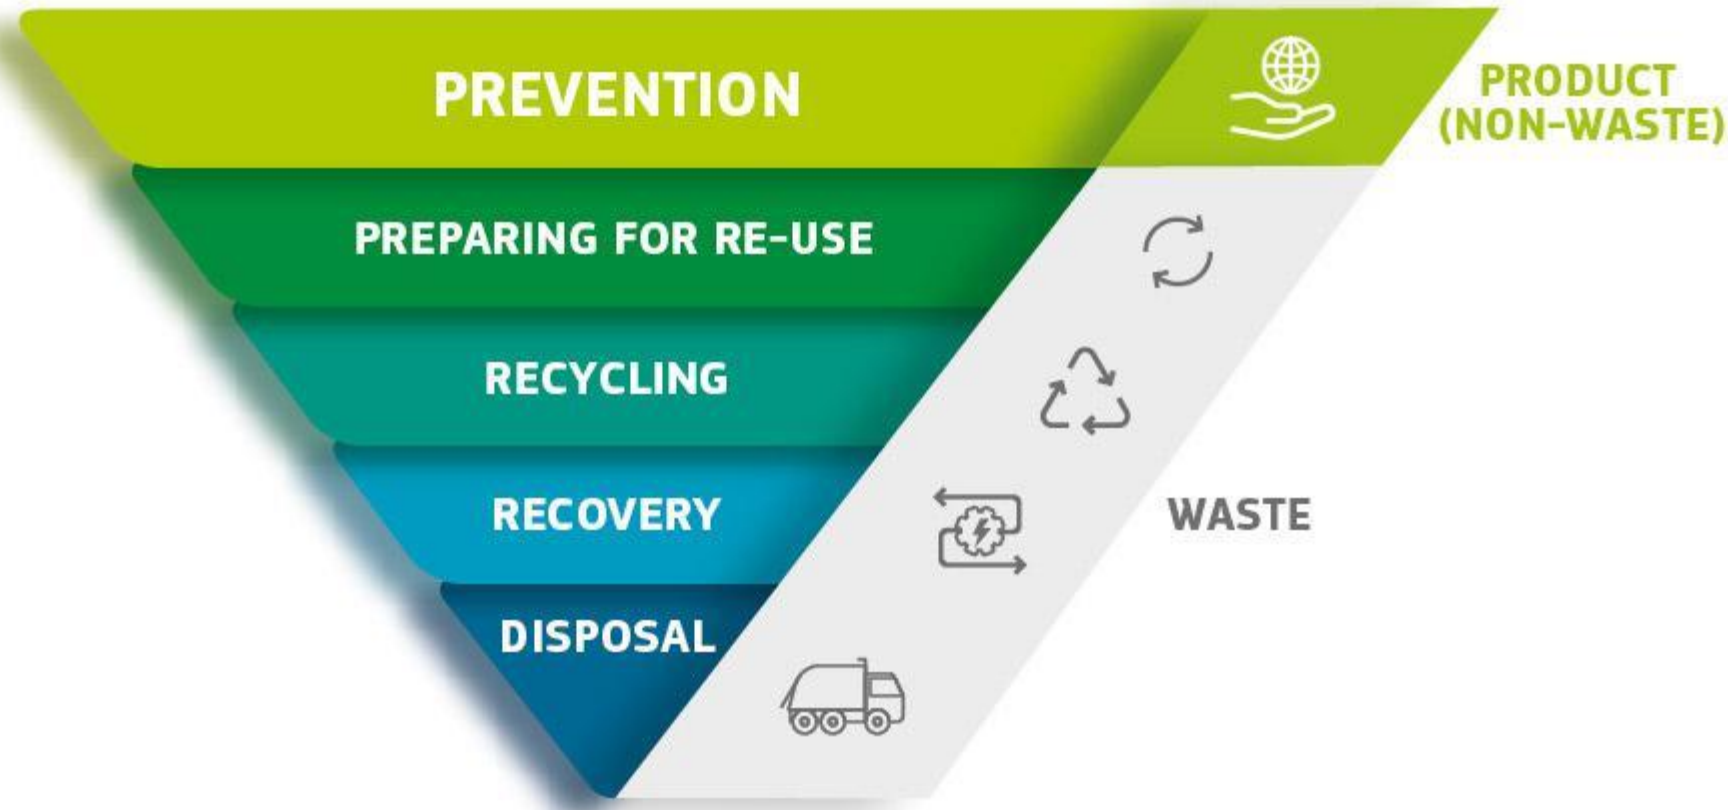 PREVENTION
PRODUCT
(NON-WASTE)
PREPARING FOR RE-USE
RECYCLING
RECOVERY
WASTE
DISPOSAL